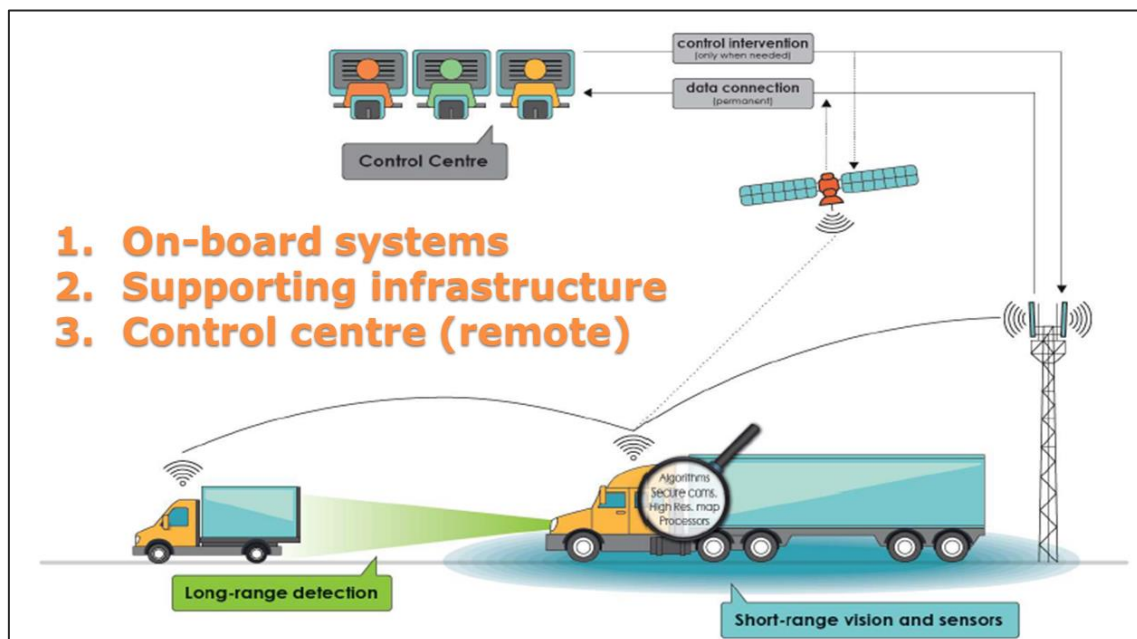 control intervention
(only when needed)
data connection
(permanent)
Control Centre
1. On-board systems
2. Supporting infrastructure
3. Control centre (remote)
Algorithms
Secure coms,
High Res. map
Processors
Long-range detection
Short-range vision and sensors